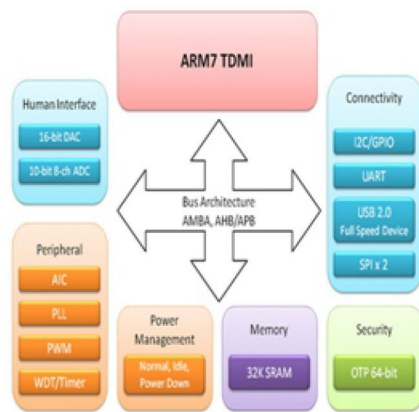 ARM7 TDMI
Human Interface
16-bit DAC
10-bit 8-ch ADC
Connectivity
I2C/GPIO
UART
USB 2.0
Full Speed Device
SPI x 2
Bus Architecture
AMBA, AHB/APB
Peripheral
AIC
PLL
PWM
WDT/Timer
Power
Management
Normal, Idle,
Power Down
Memory
32K SRAM
Security
OTP 64-bit